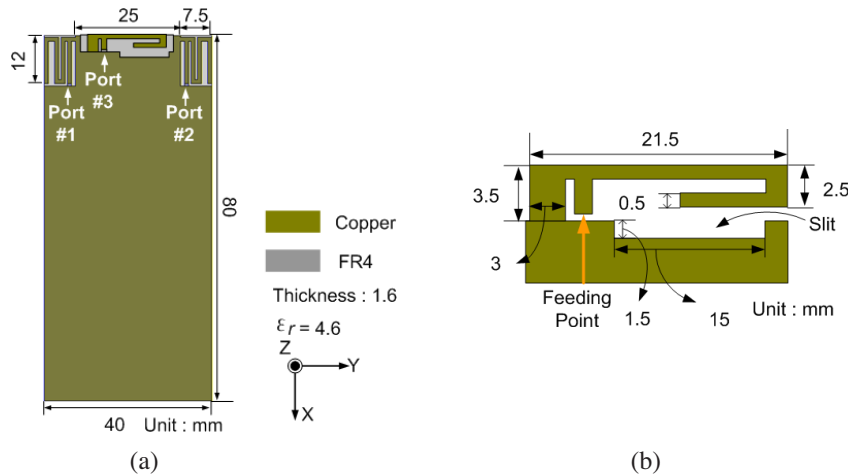 25
7.5
12
Port
#3
Port
#1
Port
#2
80
40
Unit : mm
Copper
FR4
Thickness : 1.6
εr = 4.6
Z
Y
X
(a)
21.5
3.5
0.5
2.5
Slit
3
Feeding
Point
1.5
15
Unit : mm
(b)